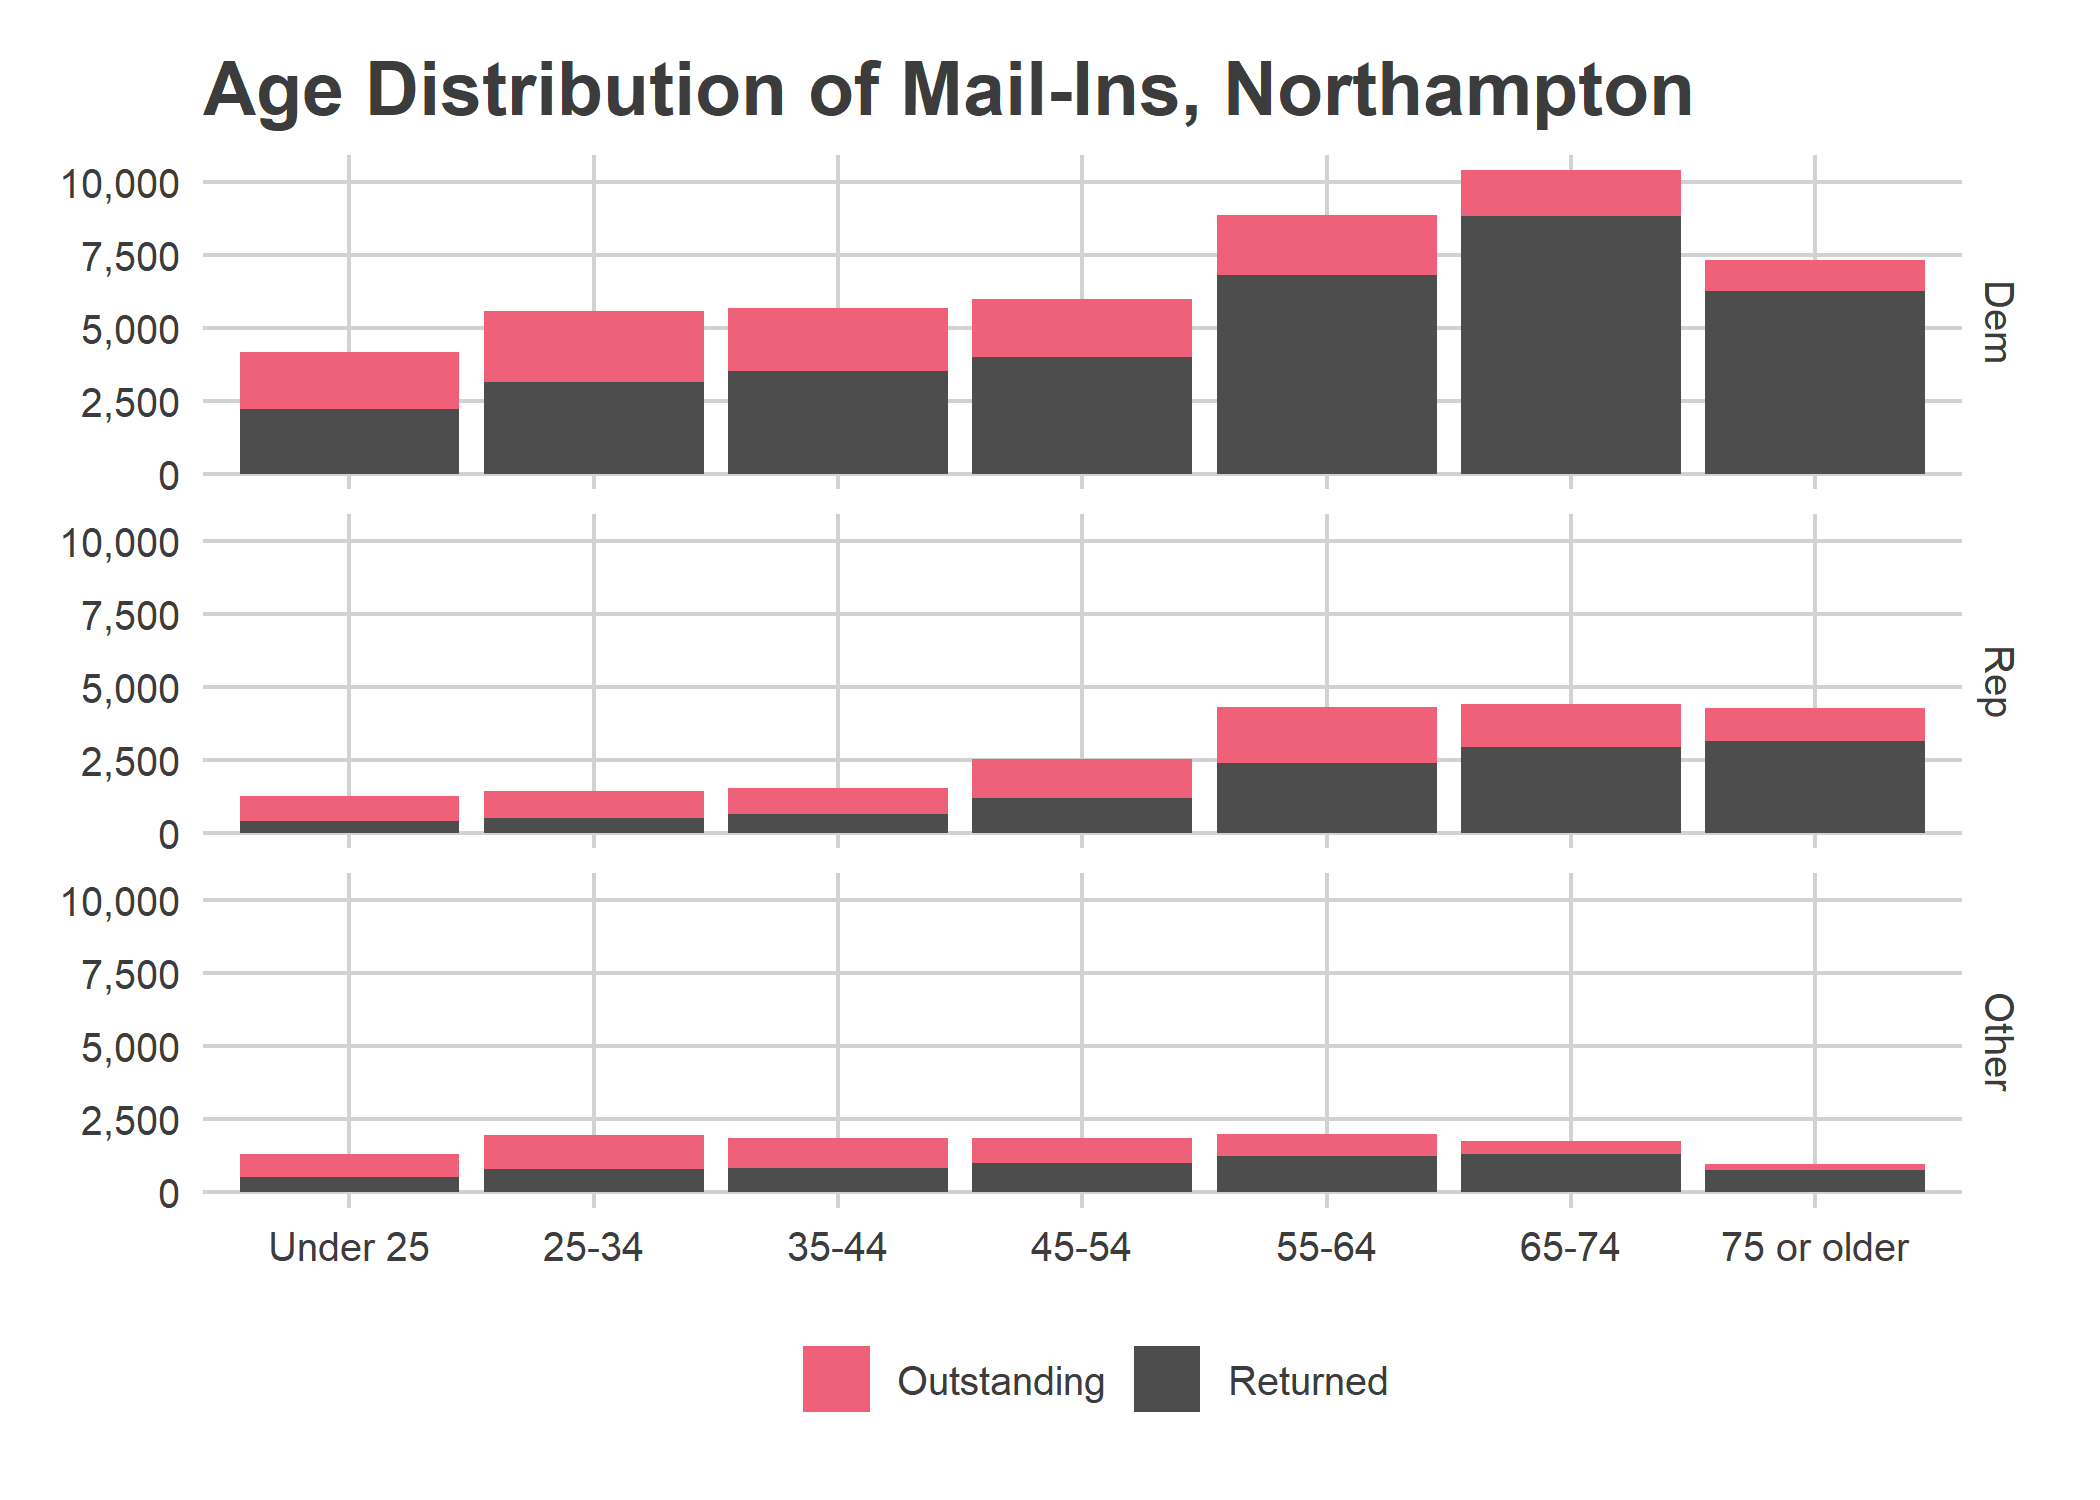 Age Distribution of Mail-Ins, Northampton
10,000
7,500
5,000
2,500
0
Dem
10,000
7,500
5,000
2,500
0
Rep
10,000
7,500
5,000
2,500
0
Other
Under 25 25-34 35-44 45-54 55-64 65-74 75 or older
Outstanding Returned